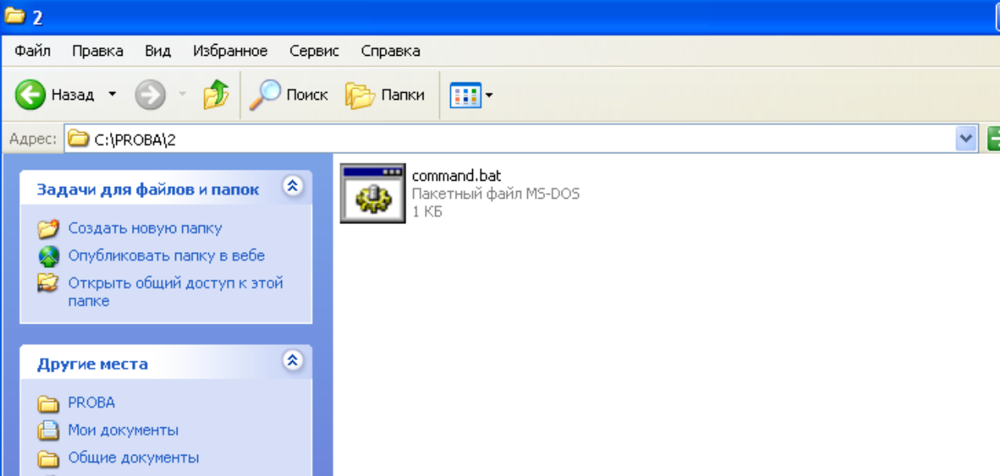 2
Файл Правка Вид Избранное Сервис Справка
Назад Поиск Папки
Адрес: C:\PROBA\2
Задачи для файлов и папок
Создать новую папку
Опубликовать папку в вебе
Открыть общий доступ к этой
папке
Другие места
PROBA
Мои документы
Общие документы
command.bat
Пакетный файл MS-DOS
1 КБ